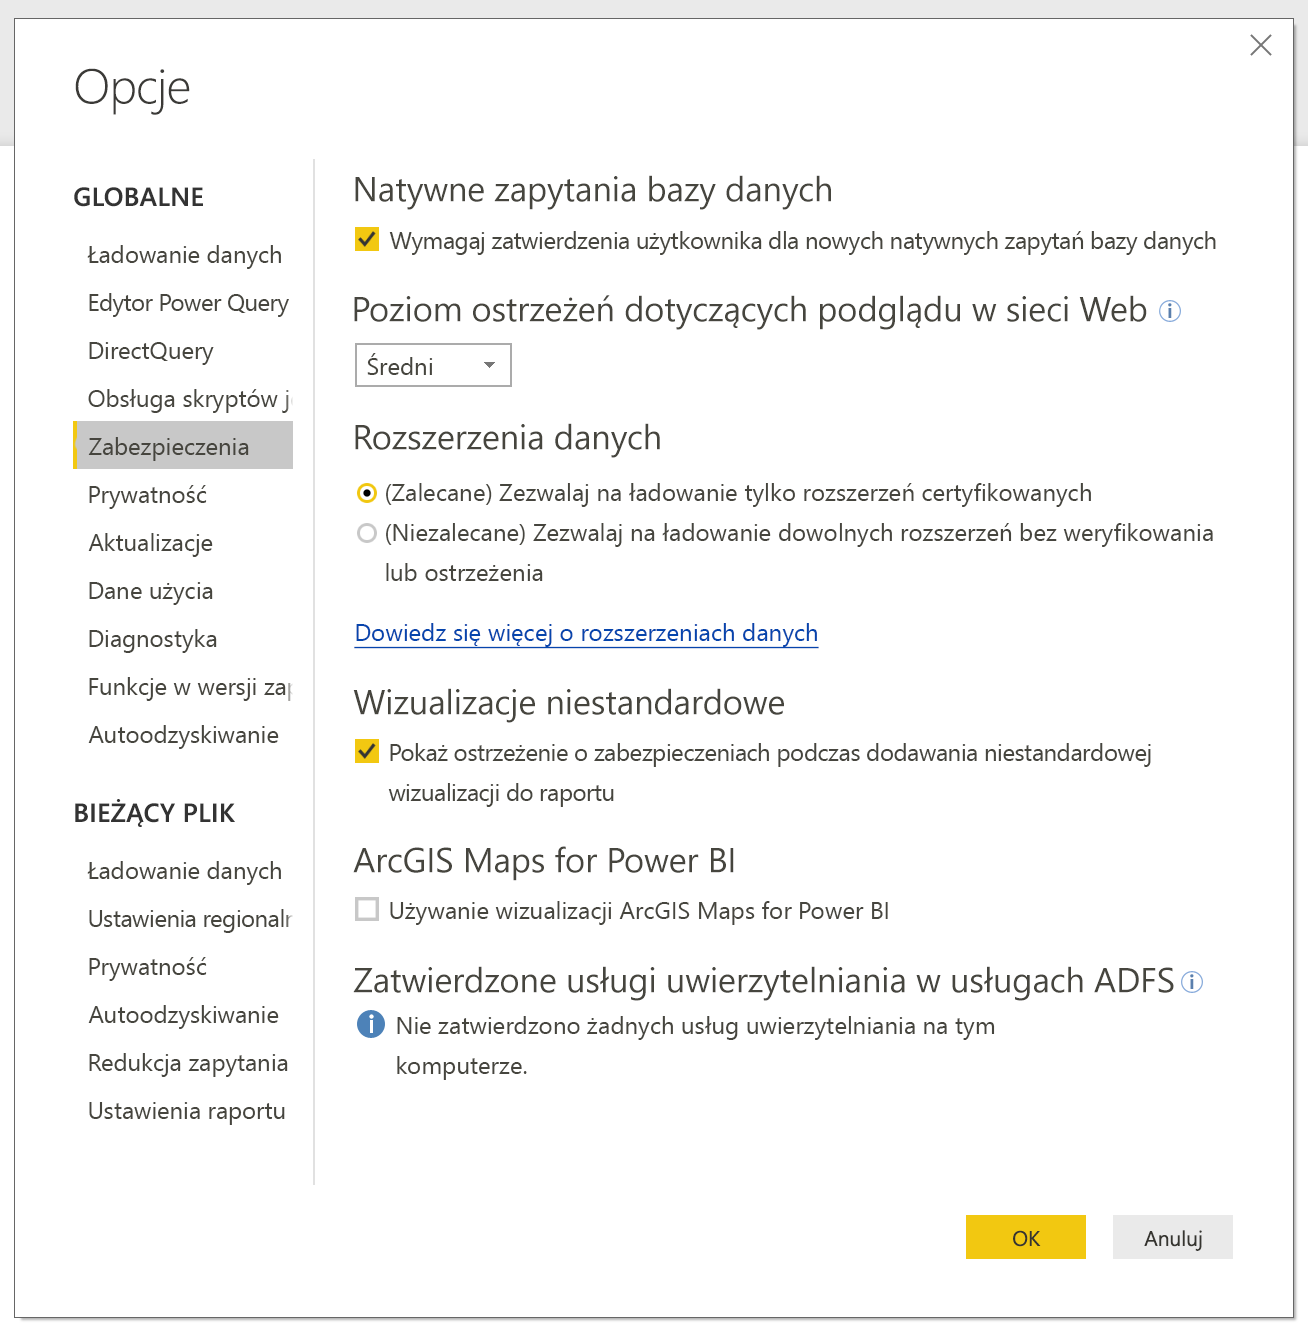 Opcje
GLOBALNE
Ładowanie danych
Edytor Power Query
DirectQuery
Obsługa skryptów
Zabezpieczenia
Prywatność
Aktualizacje
Dane użycia
Diagnostyka
Funkcje w wersji
Autoodzyskiwanie
BIEŻĄCY PLIK
Ładowanie danych
Ustawienia
Prywatność
Autoodzyskiwanie
Redukcja zapytania
Ustawienia raportu
Natywne zapytania bazy danych
Wymagaj zatwierdzenia użytkownika dla nowych natywnych zapytań bazy danych
Poziom ostrzeżeń dotyczących podglądu w sieci Web
Średni
Rozszerzenia danych
(Zalecane) Zezwalaj na ładowanie tylko rozszerzeń certyfikowanych
(Niezalecane) Zezwalaj na ładowanie dowolnych rozszerzeń bez weryfikowania
lub ostrzeżenia
Dowiedz się więcej o rozszerzeniach danych
Wizualizacje niestandardowe
Pokaż ostrzeżenie o zabezpieczeniach podczas dodawania niestandardowej
wizualizacji do raportu
ArcGIS Maps for Power BI
Używanie wizualizacji ArcGIS Maps for Power BI
Zatwierdzone usługi uwierzytelniania w usługach ADFS
Nie zatwierdzono żadnych usług uwierzytelniania na tym
komputerze.
OK
Anuluj